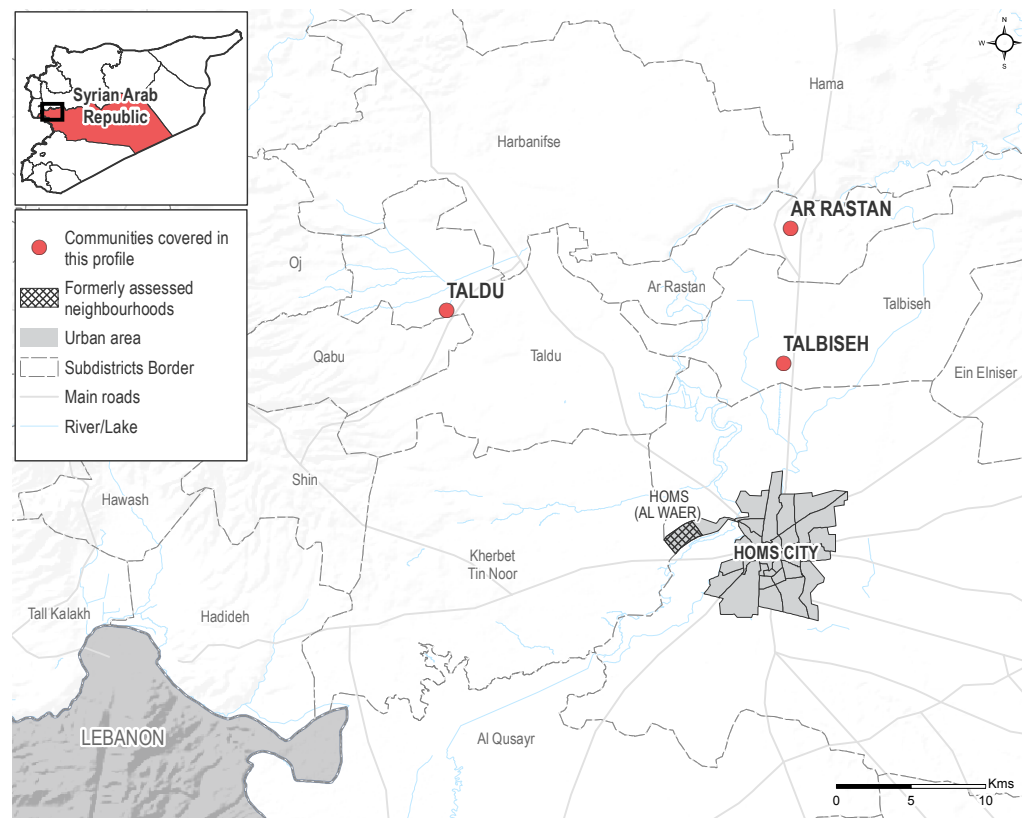 Syrian Arab
Republic
Communities covered in
this profile
Formerly assessed
neighbourhoods
Urban area
Subdistricts Border
Main roads
River/Lake
N
W
E
S
Hama
Harbanifse
AR RASTAN
Oj
TALDU
Ar Rastan
Talbiseh
Qabu
Taldu
TALBISEH
Ein Elniser
Shin
Hawash
HOMS
(AL WAER)
HOMS CITY
Kherbet
Tin Noor
Tall Kalakh
Hadideh
LEBANON
Al Qusayr
Kms
0
5
10